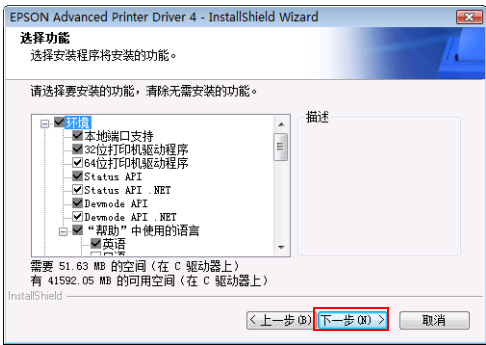 EPSON Advanced Printer Driver 4 - InstallShield Wizard
选择功能
选择安装程序将安装的功能。
请选择要安装的功能，清除无需安装的功能。
环境
本地端口支持
32位打印机驱动程序
64位打印机驱动程序
Status API
Status API .NET
Devmode API
Devmode API .NET
“帮助”中使用的语言
英语
描述
需要 51.63 MB 的空间（在 C 驱动器上）
有 41592.05 MB 的可用空间（在 C 驱动器上）
InstallShield
< 上一步(B) 下一步(N) > 取消